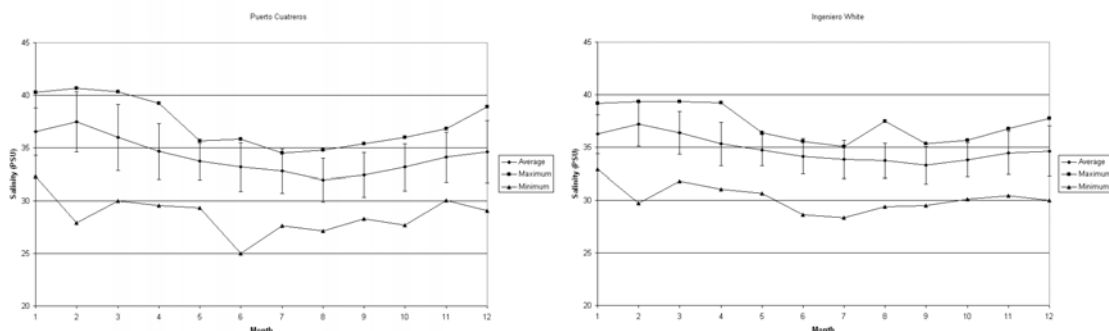 Puerto Cuatreros
45
40
35
30
25
20
Salinity (PSU)
1 2 3 4 5 6 7 8 9 10 11 12
Month
Average
Maximum
Minimum
Ingeniero White
45
40
35
30
25
20
Salinity (PSU)
1 2 3 4 5 6 7 8 9 10 11 12
Month
Average
Maximum
Minimum